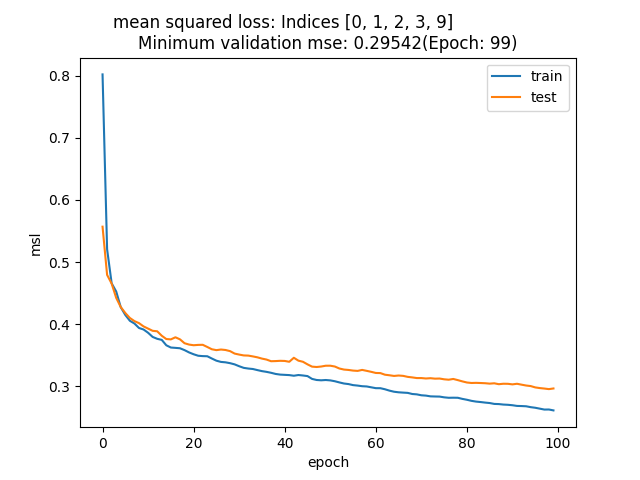 mean squared loss: Indices [0, 1, 2, 3, 9]
Minimum validation mse: 0.29542(Epoch: 99)
train
test
0.8
0.7
0.6
0.5
0.4
0.3
msl
0 20 40 60 80 100
epoch